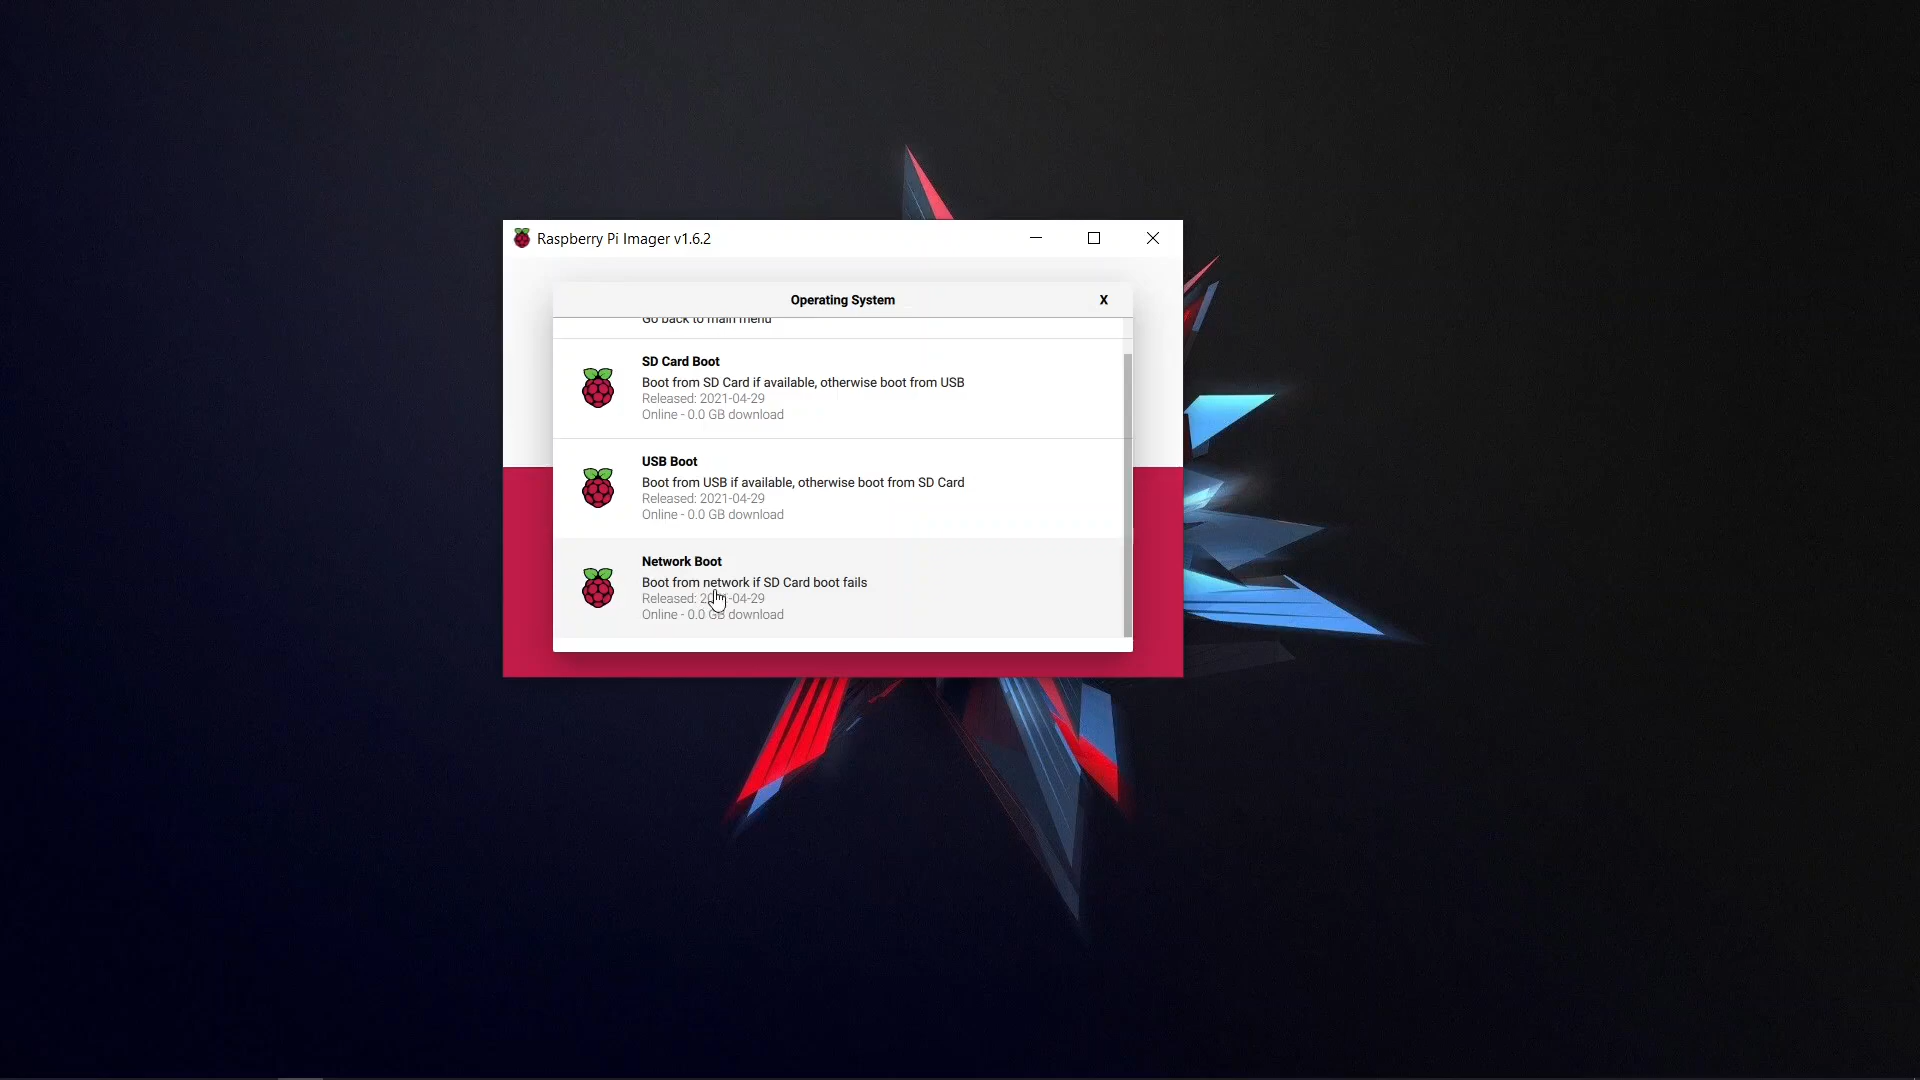 Raspberry Pi Imager v1.6.2
Operating System
X
Go back to main menu
SD Card Boot
Boot from SD Card if available, otherwise boot from USB
Released: 2021-04-29
Online - 0.0 GB download
USB Boot
Boot from USB if available, otherwise boot from SD Card
Released: 2021-04-29
Online - 0.0 GB download
Network Boot
Boot from network if SD Card boot fails
Released: 2021-04-29
Online - 0.0 GB download